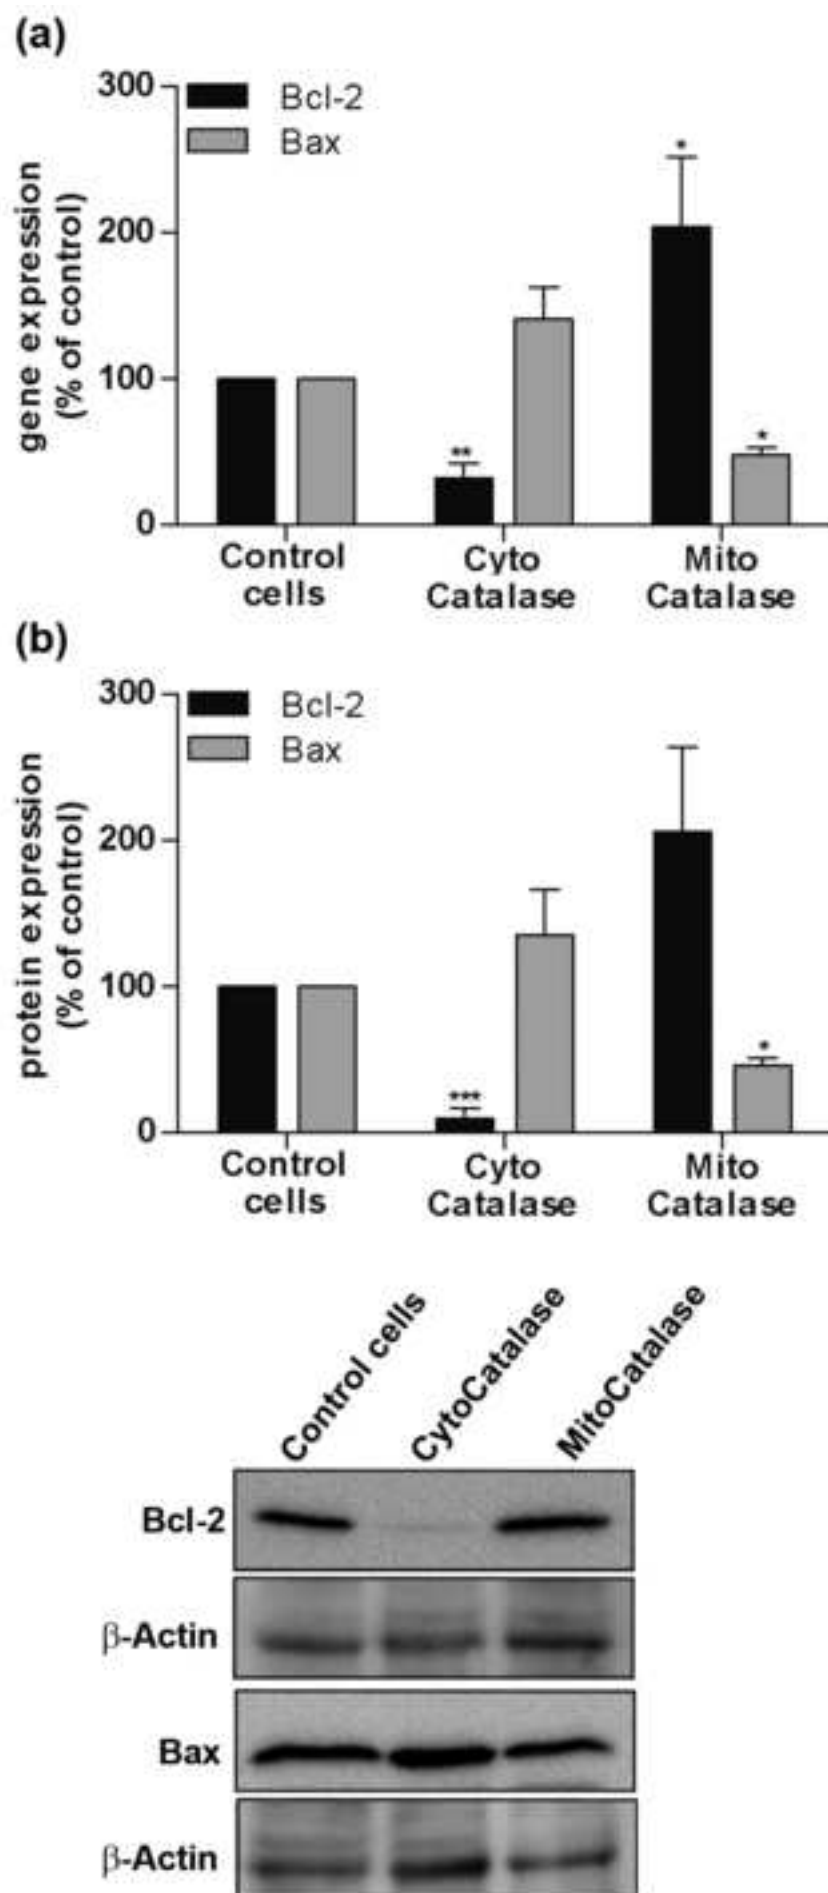 (a)
300
200
100
0
gene expression
(% of control)
Bcl-2
Bax
**
*
*
Control
cells
Cyto
Catalase
Mito
Catalase
(b)
300
200
100
0
protein expression
(% of control)
Bcl-2
Bax
***
*
Control
cells
Cyto
Catalase
Mito
Catalase
Control cells
CytoCatalase
MitoCatalase
Bcl-2
β-Actin
Bax
β-Actin